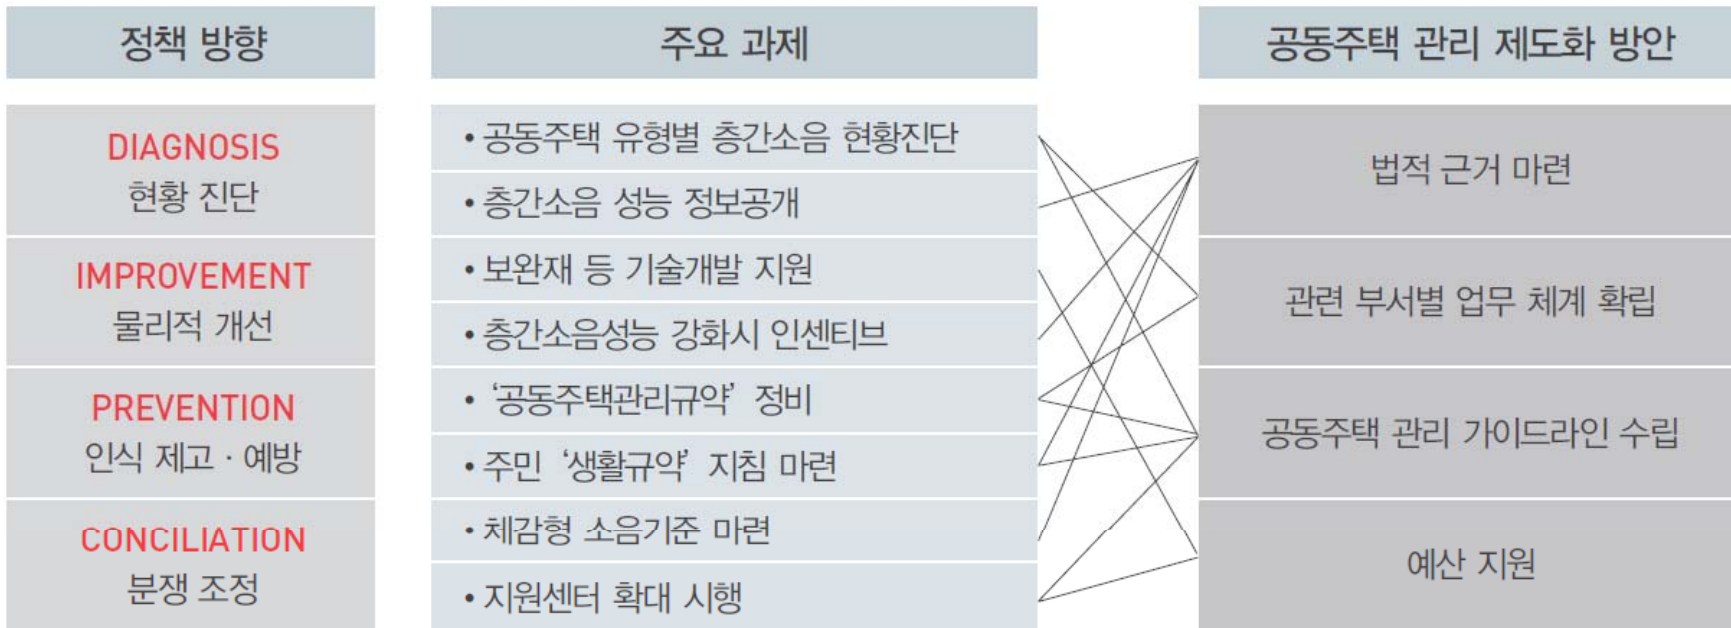 정책 방향
주요 과제
공동주택 관리 제도화 방안
DIAGNOSIS
현황 진단
IMPROVEMENT
물리적 개선
PREVENTION
인식 제고 · 예방
CONCILIATION
분쟁 조정
• 공동주택 유형별 층간소음 현황진단
• 층간소음 성능 정보공개
• 보완재 등 기술개발 지원
• 층간소음성능 강화시 인센티브
• ‘공동주택관리규약’ 정비
• 주민 ‘생활규약’ 지침 마련
• 체감형 소음기준 마련
• 지원센터 확대 시행
법적 근거 마련
관련 부서별 업무 체계 확립
공동주택 관리 가이드라인 수립
예산 지원